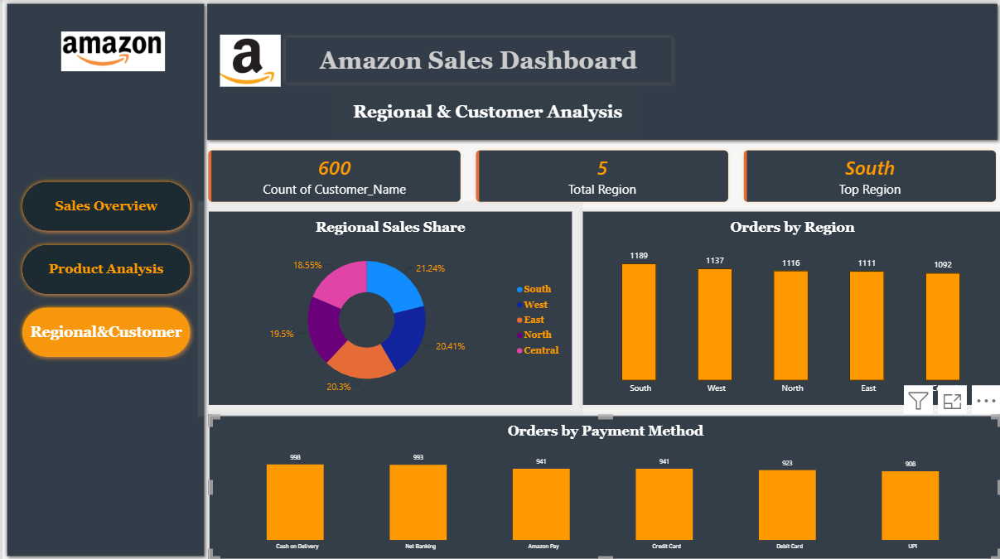 amazon
a
Amazon Sales Dashboard
Regional & Customer Analysis
Sales Overview
Product Analysis
Regional&Customer
600
Count of Customer_Name
5
Total Region
South
Top Region
Regional Sales Share
18.55%
21.24%
19.5%
20.41%
20.3%
South
West
East
North
Central
Orders by Region
1189
1137
1116
1111
1092
South
West
North
East
Orders by Payment Method
998
993
941
941
923
908
Cash on Delivery
Net Banking
Amazon Pay
Credit Card
Debit Card
UPI